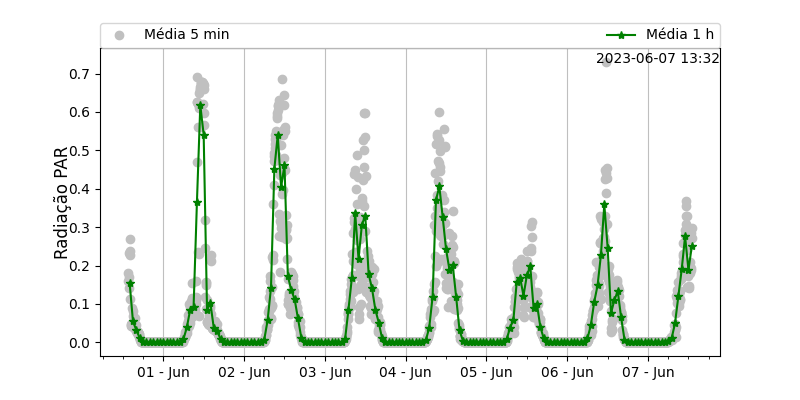 Média 5 min
Média 1 h
2023-06-07 13:32
Radiação PAR
0.7
0.6
0.5
0.4
0.3
0.2
0.1
0.0
01 - Jun
02 - Jun
03 - Jun
04 - Jun
05 - Jun
06 - Jun
07 - Jun